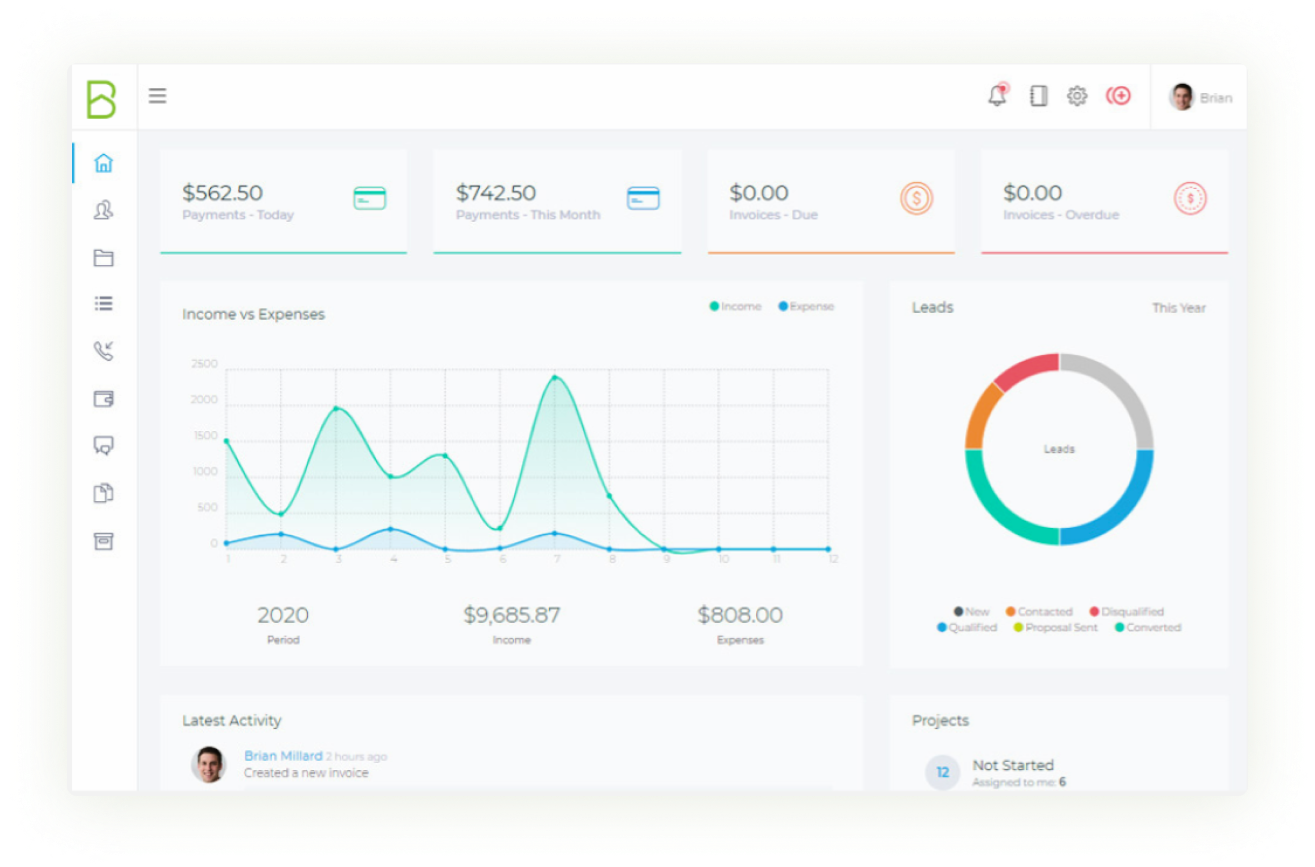 Brian
$562.50
Payments - Today
$742.50
Payments - This Month
$0.00
Invoices - Due
$0.00
Invoices - Overdue
Income vs Expenses
Income Expense
2500
2000
1500
1000
500
0
1 2 3 4 5 6 7 8 9 10 11 12
2020
Period
$9,685.87
Income
$808.00
Expenses
Leads This Year
Leads
New Contacted Disqualified
Qualified Proposal Sent Converted
Latest Activity
Brian Millard 2 hours ago
Created a new invoice
Projects
12
Not Started
Assigned to me: 6